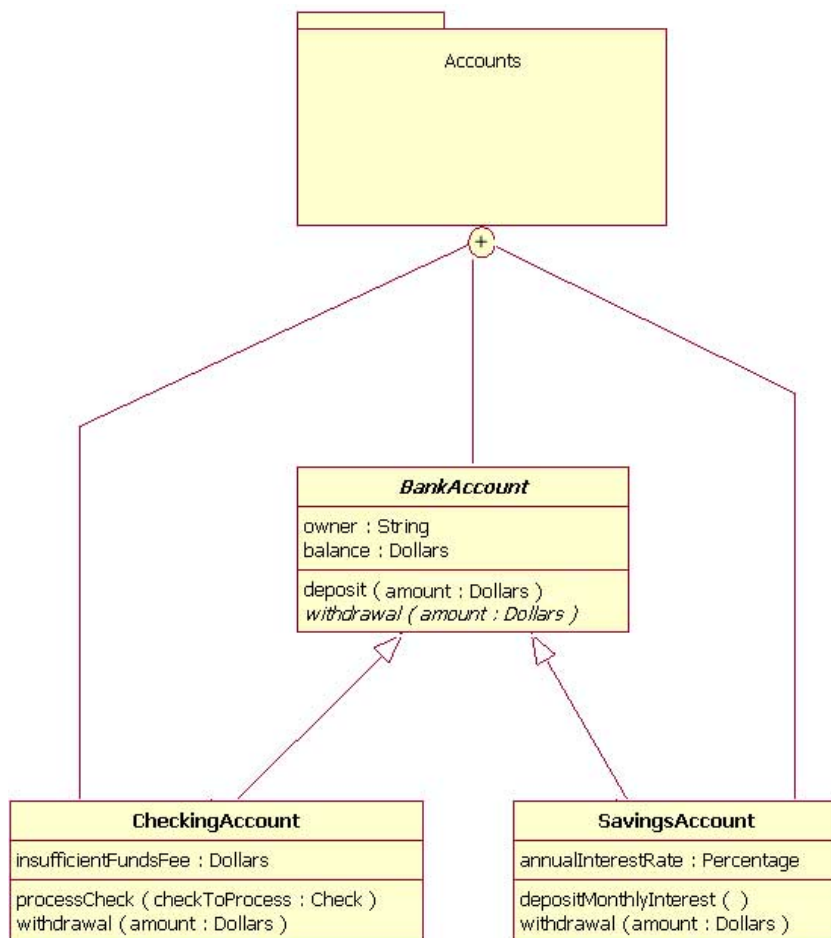 Accounts
+
BankAccount
owner : String
balance : Dollars
deposit ( amount : Dollars )
withdrawal ( amount : Dollars )
CheckingAccount
insufficientFundsFee : Dollars
processCheck ( checkToProcess : Check )
withdrawal ( amount : Dollars )
SavingsAccount
annualInterestRate : Percentage
depositMonthlyInterest ( )
withdrawal ( amount : Dollars )